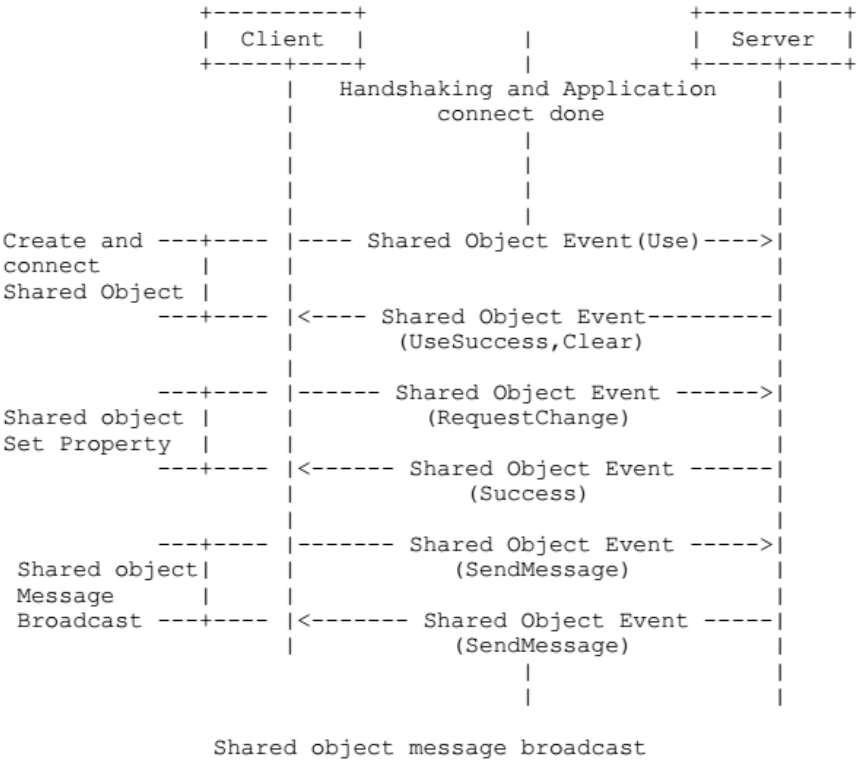 Client Server
Handshaking and Application
connect done
Create and Shared Object Event(Use)
connect
Shared Object
Shared Object Event
(UseSuccess,Clear)
Shared Object Event
Shared object (RequestChange)
Set Property
Shared Object Event
(Success)
Shared Object Event
Shared object (SendMessage)
Message
Broadcast Shared Object Event
(SendMessage)
Shared object message broadcast